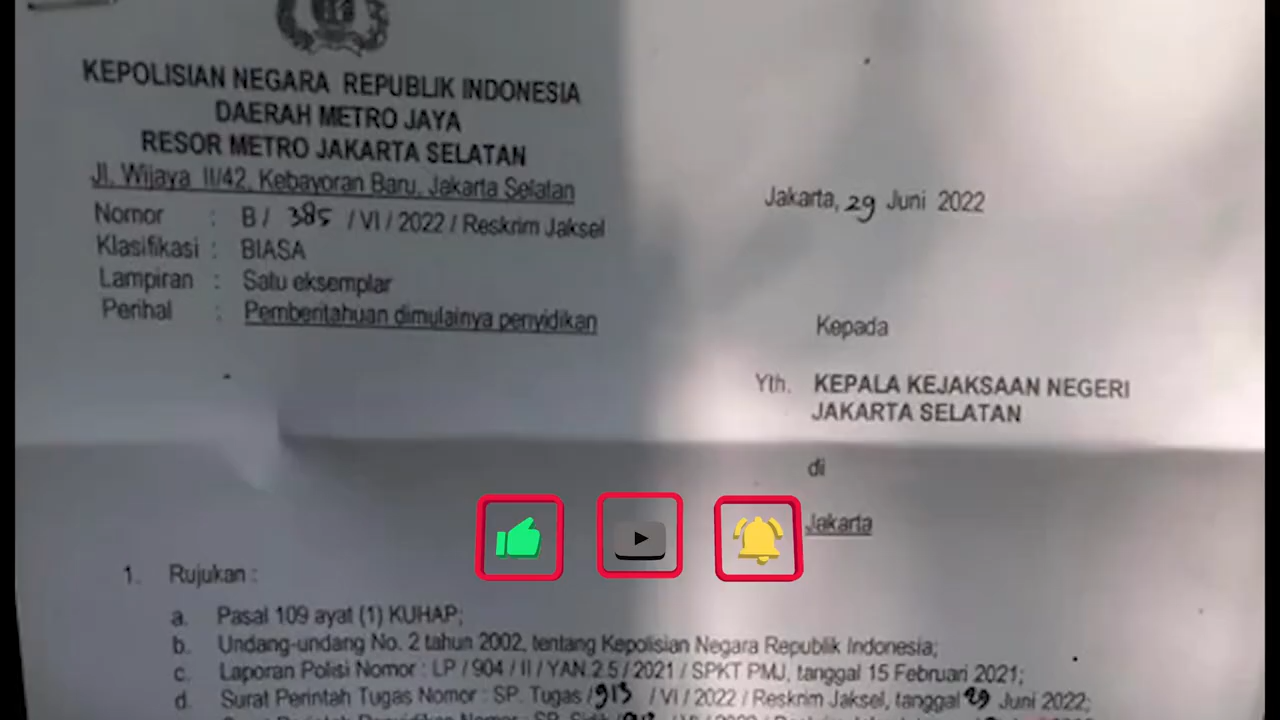 KEPOLISIAN NEGARA REPUBLIK INDONESIA
DAERAH METRO JAYA
RESOR METRO JAKARTA SELATAN
Jl. Wijaya II/42, Kebayoran Baru, Jakarta Selatan
Jakarta, 29 Juni 2022
Nomor : B / 385 / VI / 2022 / Reskrim Jaksel
Klasifikasi : BIASA
Lampiran : Satu eksemplar
Perihal : Pemberitahuan dimulainya penyidikan
Kepada
Yth. KEPALA KEJAKSAAN NEGERI
JAKARTA SELATAN
di
Jakarta
1. Rujukan :
a. Pasal 109 ayat (1) KUHAP;
b. Undang-undang No. 2 tahun 2002, tentang Kepolisian Negara Republik Indonesia;
c. Laporan Polisi Nomor : LP / 904 / II / YAN.2.5 / 2021 / SPKT PMJ, tanggal 15 Februari 2021;
d. Surat Perintah Tugas Nomor : SP. Tugas / 913 / VI / 2022 / Reskrim Jaksel, tanggal 29 Juni 2022;